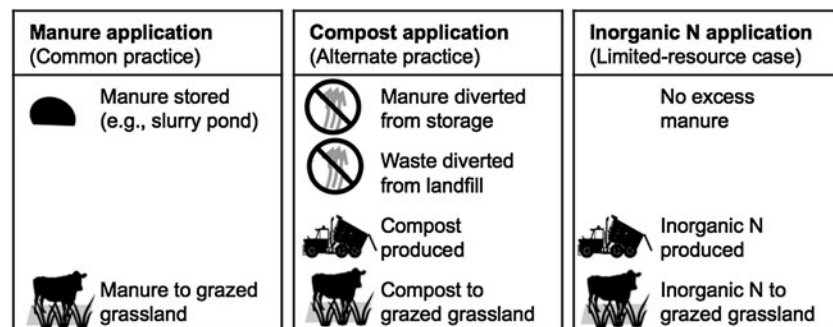 Manure application
(Common practice)
Manure stored
(e.g., slurry pond)
Manure to grazed
grassland
Compost application
(Alternate practice)
Manure diverted
from storage
Waste diverted
from landfill
Compost
produced
Compost to
grazed grassland
Inorganic N application
(Limited-resource case)
No excess
manure
Inorganic N
produced
Inorganic N to
grazed grassland